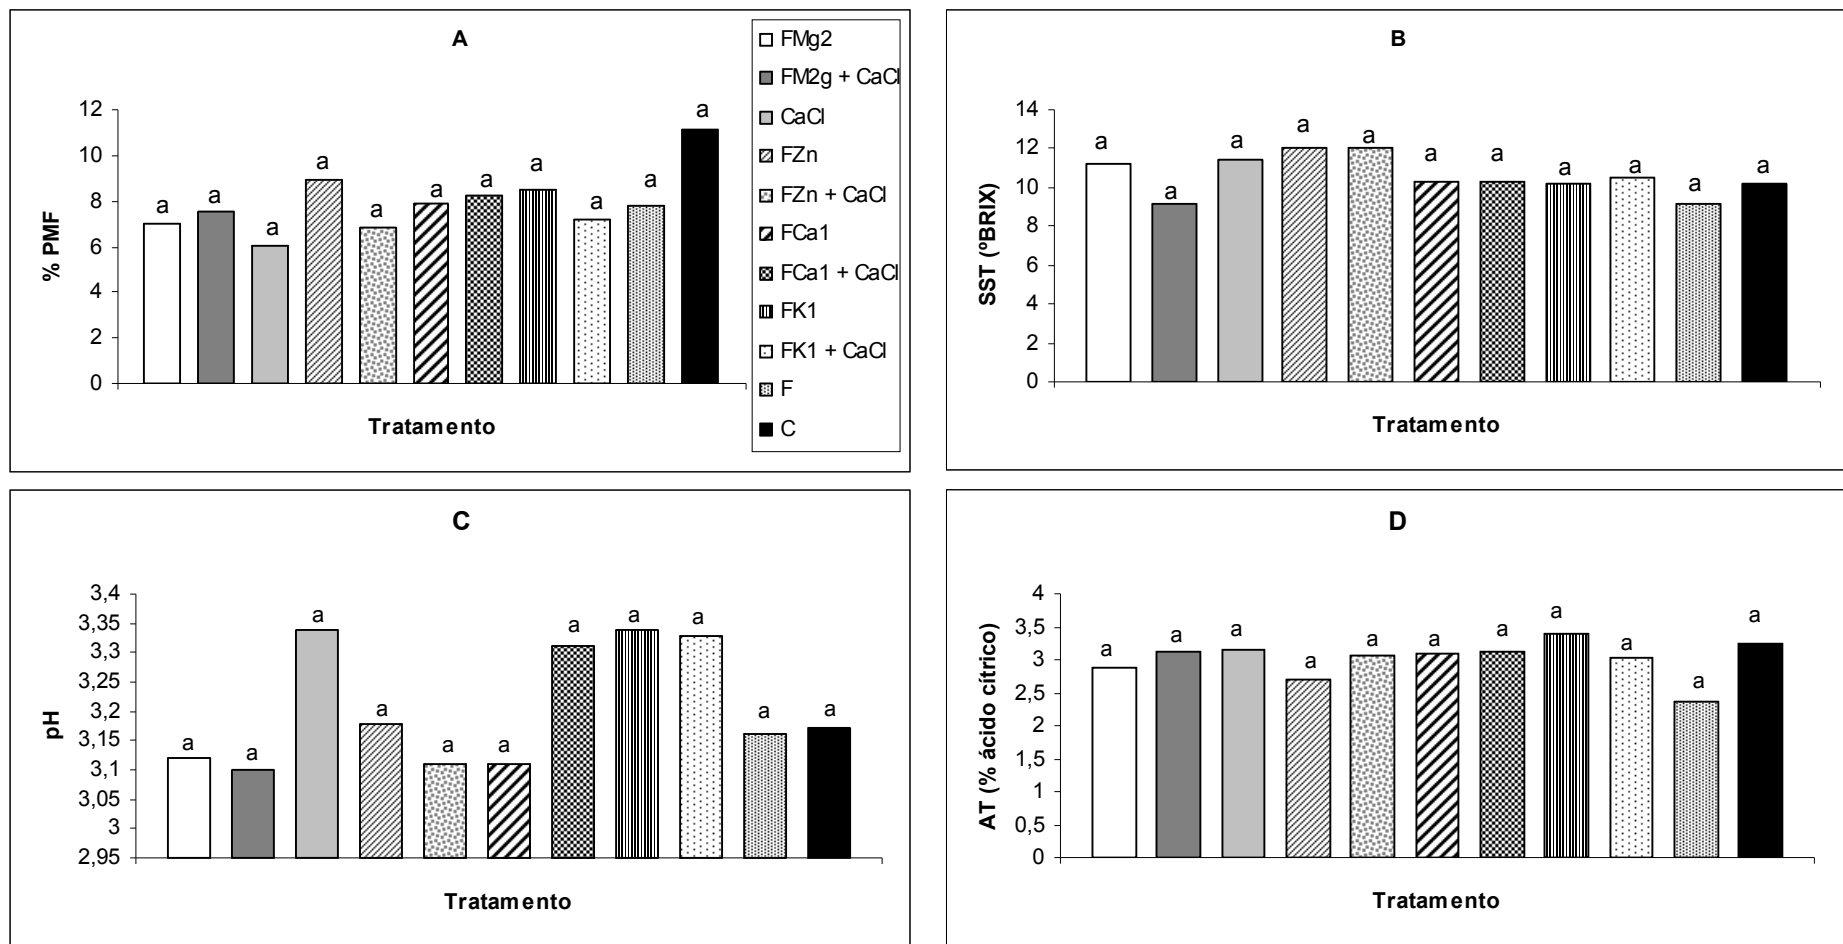 A
12
10
8
6
4
2
0
% PMF
a
a
a
a
a
a
a
a
a
a
a
Tratamento
FMg2
FM2g + CaCl
CaCl
FZn
FZn + CaCl
FCa1
FCa1 + CaCl
FK1
FK1 + CaCl
F
C
B
14
12
10
8
6
4
2
0
SST (ºBRIX)
a
a
a
a
a
a
a
a
a
a
a
Tratamento
C
3,4
3,35
3,3
3,25
3,2
3,15
3,1
3,05
3
2,95
pH
a
a
a
a
a
a
a
a
a
a
a
Tratamento
D
4
3,5
3
2,5
2
1,5
1
0,5
0
AT (% ácido cítrico)
a
a
a
a
a
a
a
a
a
a
a
Tratamento